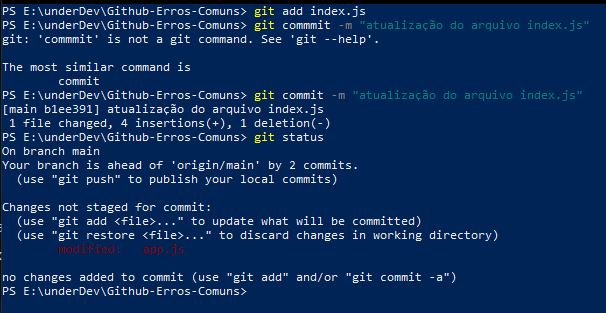 PS E:\underDev\Github-Erros-Comuns> git add index.js
PS E:\underDev\Github-Erros-Comuns> git commmit -m "atualização do arquivo index.js"
git: 'commmit' is not a git command. See 'git --help'.
The most similar command is
commit
PS E:\underDev\Github-Erros-Comuns> git commit -m "atualização do arquivo index.js"
[main b1ee391] atualização do arquivo index.js
1 file changed, 4 insertions(+), 1 deletion(-)
PS E:\underDev\Github-Erros-Comuns> git status
On branch main
Your branch is ahead of 'origin/main' by 2 commits.
(use "git push" to publish your local commits)
Changes not staged for commit:
(use "git add <file>..." to update what will be committed)
(use "git restore <file>..." to discard changes in working directory)
modified: app.js
no changes added to commit (use "git add" and/or "git commit -a")
PS E:\underDev\Github-Erros-Comuns>